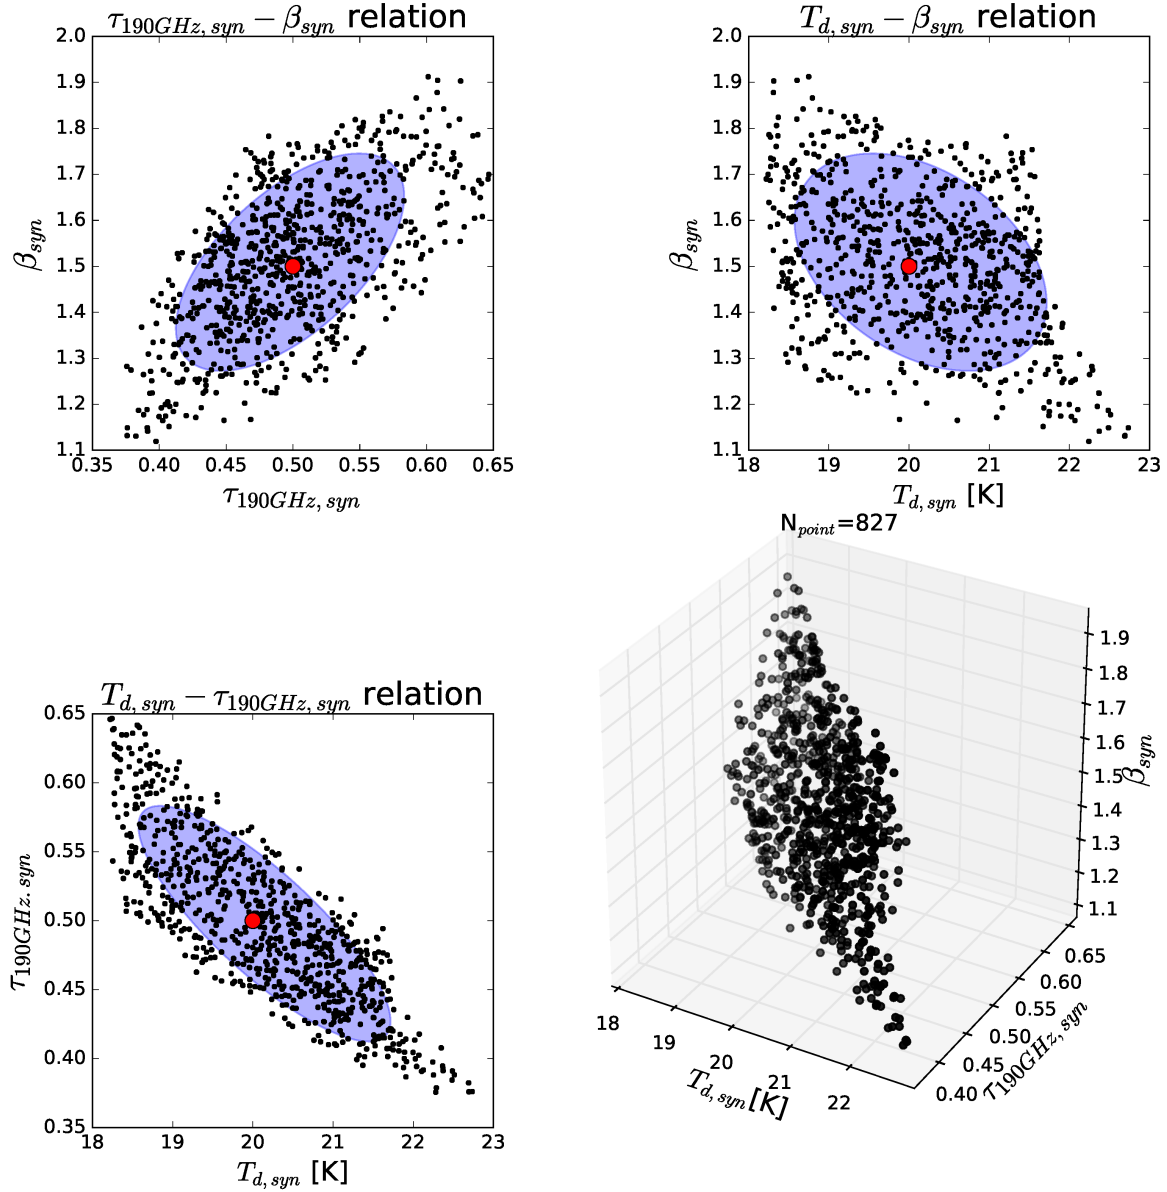 τ190GHz, syn − βsyn relation
2.0
1.9
1.8
1.7
1.6
1.5
1.4
1.3
1.2
1.1
βsyn
0.35 0.40 0.45 0.50 0.55 0.60 0.65
τ190GHz, syn
Td, syn − βsyn relation
2.0
1.9
1.8
1.7
1.6
1.5
1.4
1.3
1.2
1.1
βsyn
18 19 20 21 22 23
Td, syn [K]
Td, syn − τ190GHz, syn relation
0.65
0.60
0.55
0.50
0.45
0.40
0.35
τ190GHz. syn
18 19 20 21 22 23
Td, syn [K]
Npoint=827
1.9
1.8
1.7
1.6
1.5
1.4
1.3
1.2
1.1
βsyn
0.65
0.60
0.55
0.50
0.45
0.40
τ190GHz, syn
18
19
20
21
22
Td, syn[K]